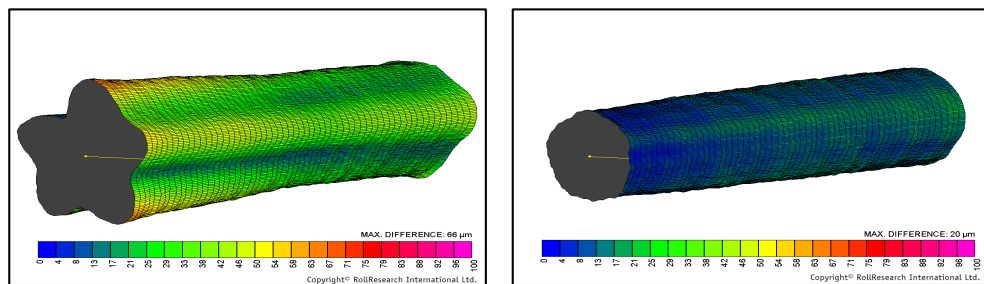 MAX. DIFFERENCE: 66 µm
0 4 8 13 17 21 25 29 33 38 42 46 50 54 58 63 67 71 75 79 83 88 92 96 100
Copyright© RollResearch International Ltd.
MAX. DIFFERENCE: 20 µm
0 4 8 13 17 21 25 29 33 38 42 46 50 54 58 63 67 71 75 79 83 88 92 96 100
Copyright© RollResearch International Ltd.